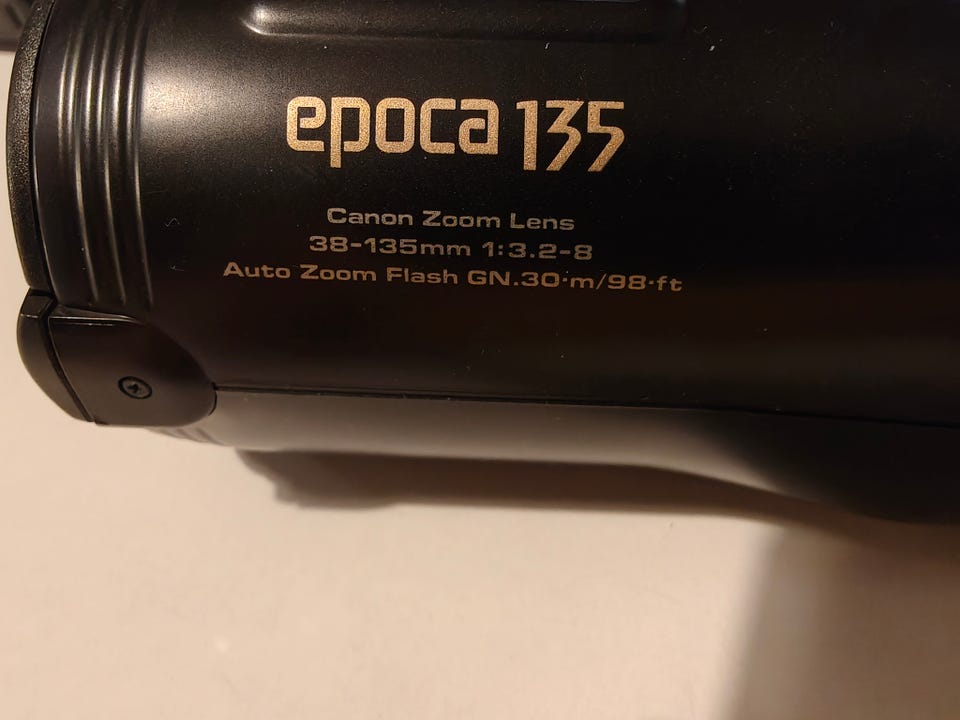 epoca 135
Canon Zoom Lens
38-135mm 1:3.2-8
Auto Zoom Flash GN.30·m/98·ft